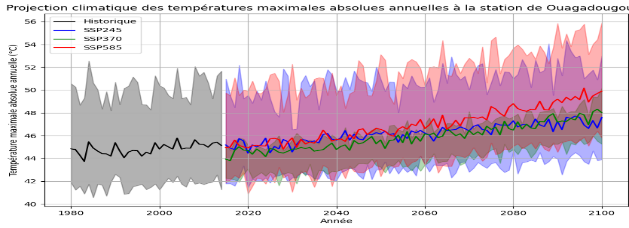 Projection climatique des températures maximales absolues annuelles à la station de Ouagadougou
Température maximale absolue annuelle (°C)
56
54
52
50
48
46
44
42
40
Historique
SSP245
SSP370
SSP585
1980 2000 2020 2040 2060 2080 2100
Année